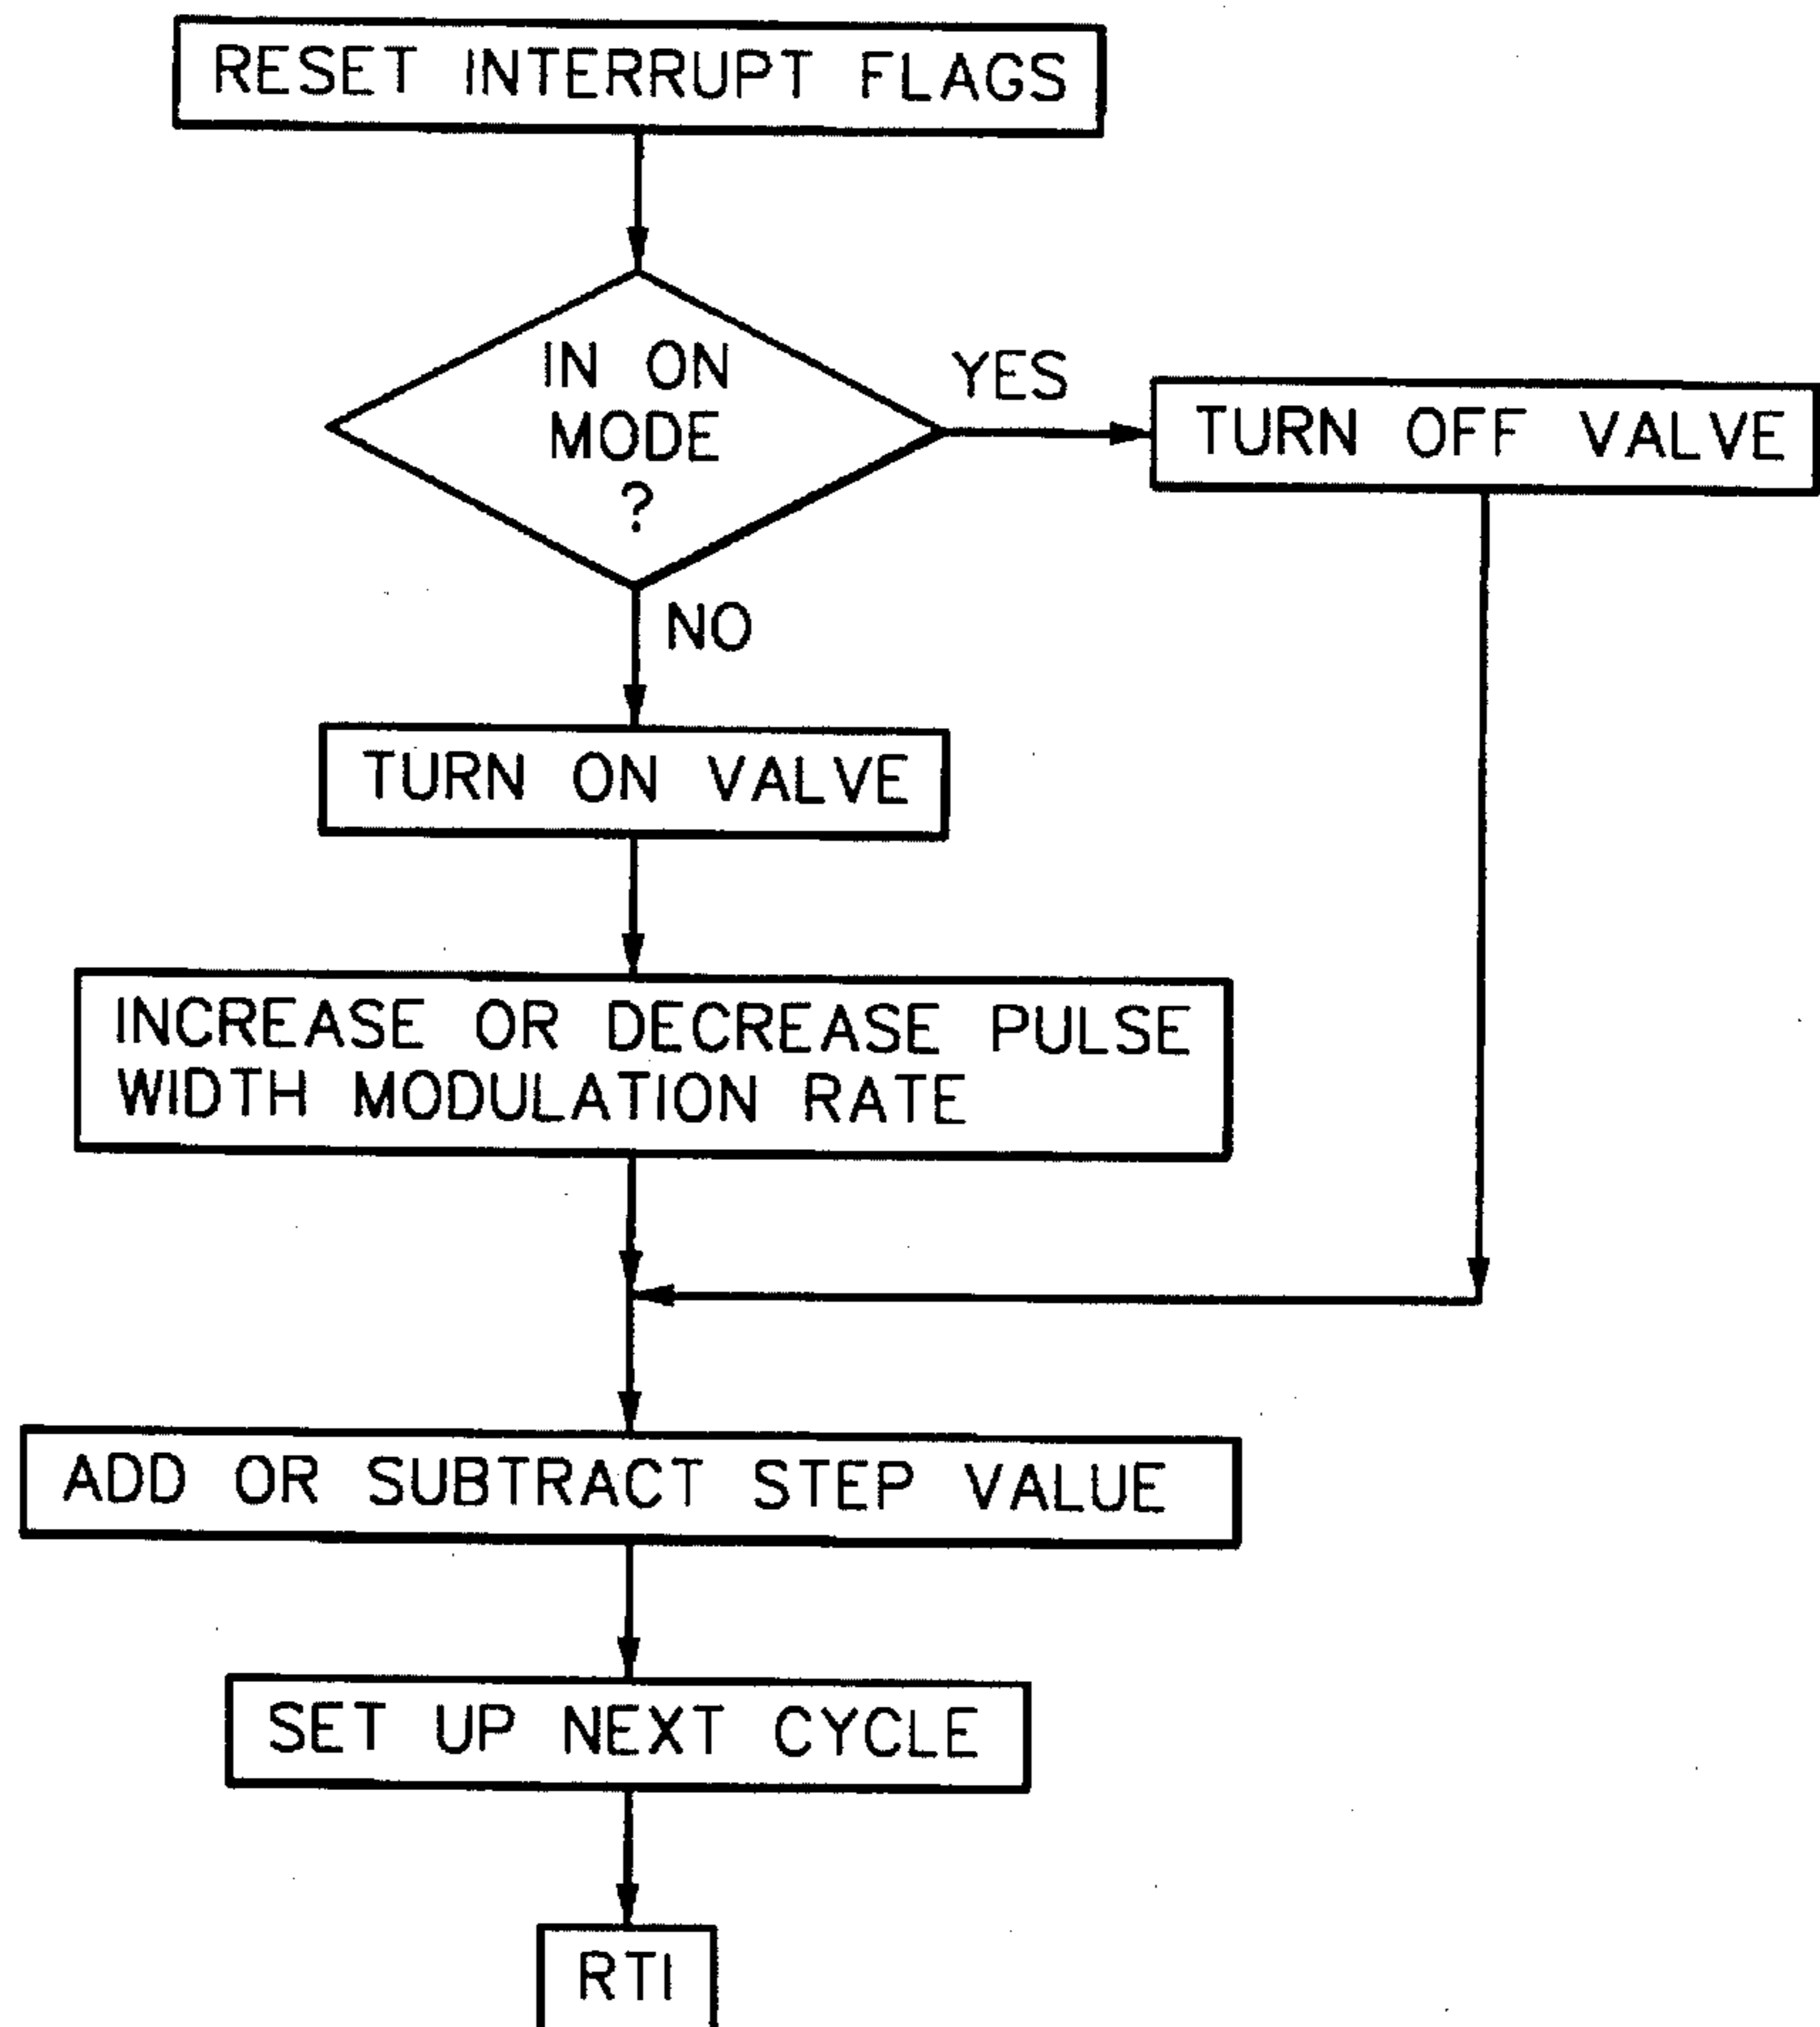 RESET INTERRUPT FLAGS
IN ON
MODE
?
YES
TURN OFF VALVE
NO
TURN ON VALVE
INCREASE OR DECREASE PULSE
WIDTH MODULATION RATE
ADD OR SUBTRACT STEP VALUE
SET UP NEXT CYCLE
RTI